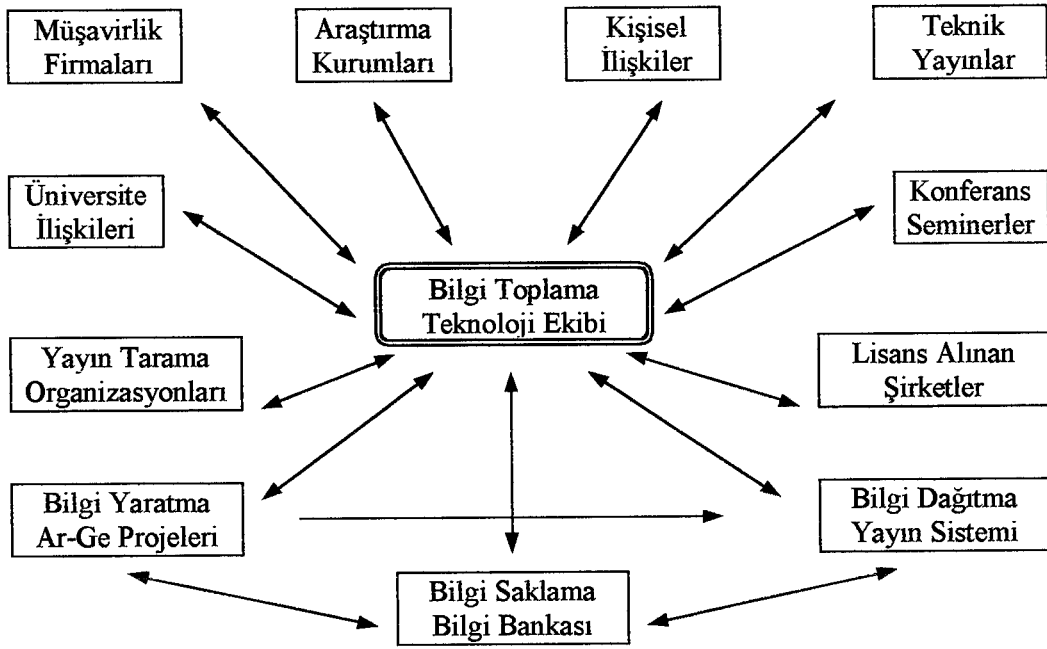 Müşavirlik
Firmaları
Araştırma
Kurumları
Kişisel
İlişkiler
Teknik
Yayınlar
Üniversite
İlişkileri
Konferans
Seminerler
Bilgi Toplama
Teknoloji Ekibi
Yayın Tarama
Organizasyonları
Lisans Alınan
Şirketler
Bilgi Yaratma
Ar-Ge Projeleri
Bilgi Dağıtma
Yayın Sistemi
Bilgi Saklama
Bilgi Bankası